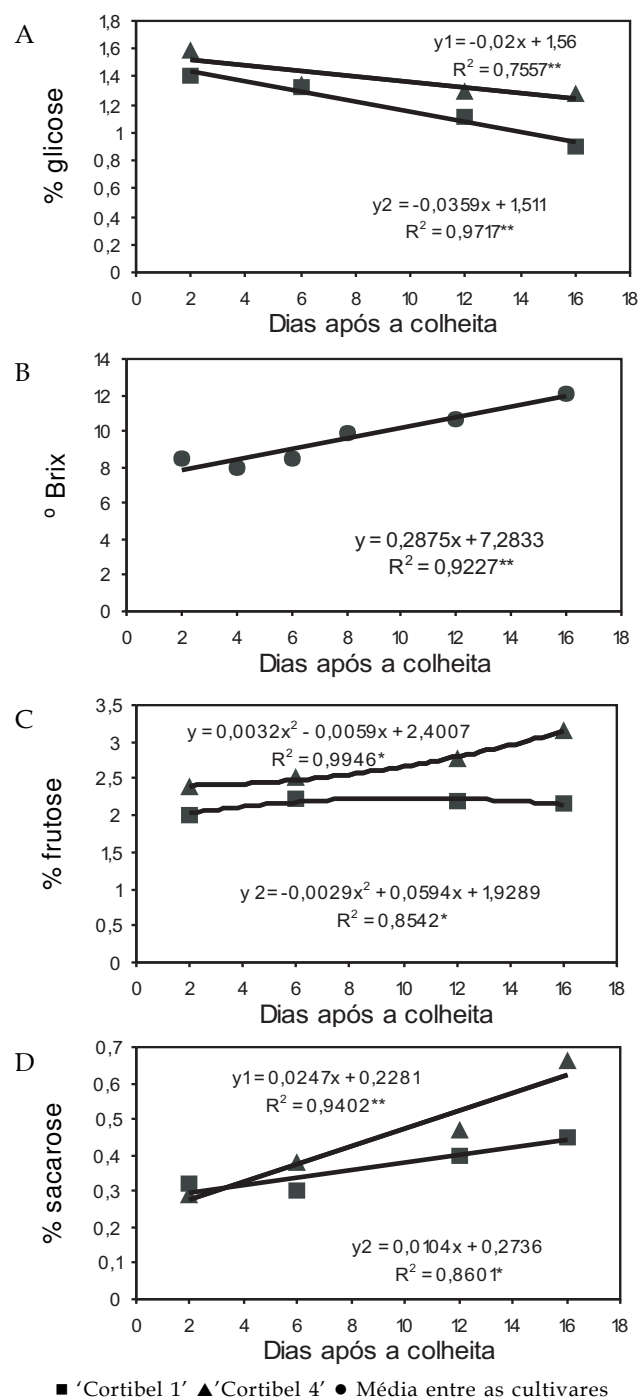 A
1,8
1,6
1,4
1,2
1
0,8
0,6
0,4
0,2
0
% glicose
y1 = -0,02x + 1,56
R² = 0,7557**
y2 = -0,0359x + 1,511
R² = 0,9717**
0 2 4 6 8 10 12 14 16 18
Dias após a colheita
B
14
12
10
8
6
4
2
0
º Brix
y = 0,2875x + 7,2833
R² = 0,9227**
0 2 4 6 8 10 12 14 16 18
Dias após a colheita
C
3,5
3
2,5
2
1,5
1
0,5
0
% frutose
y = 0,0032x² - 0,0059x + 2,4007
R² = 0,9946*
y 2 = -0,0029x² + 0,0594x + 1,9289
R² = 0,8542*
0 2 4 6 8 10 12 14 16 18
Dias após a colheita
D
0,7
0,6
0,5
0,4
0,3
0,2
0,1
0
% sacarose
y1 = 0,0247x + 0,2281
R² = 0,9402**
y2 = 0,0104x + 0,2736
R² = 0,8601*
0 2 4 6 8 10 12 14 16 18
Dias após a colheita
■ ‘Cortibel 1’ ▲’Cortibel 4’ ● Média entre as cultivares